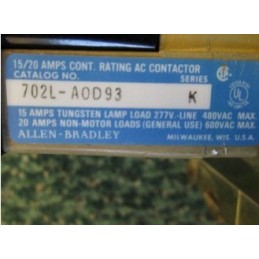 15/20 AMPS CONT. RATING AC CONTACTOR
CATALOG NO. SERIES
702L-AOD93 K
15 AMPS TUNGSTEN LAMP LOAD 277V.-LINE 480VAC MAX.
20 AMPS NON-MOTOR LOADS (GENERAL USE) 600VAC MAX.
ALLEN-BRADLEY MILWAUKEE, WIS. U.S.A.